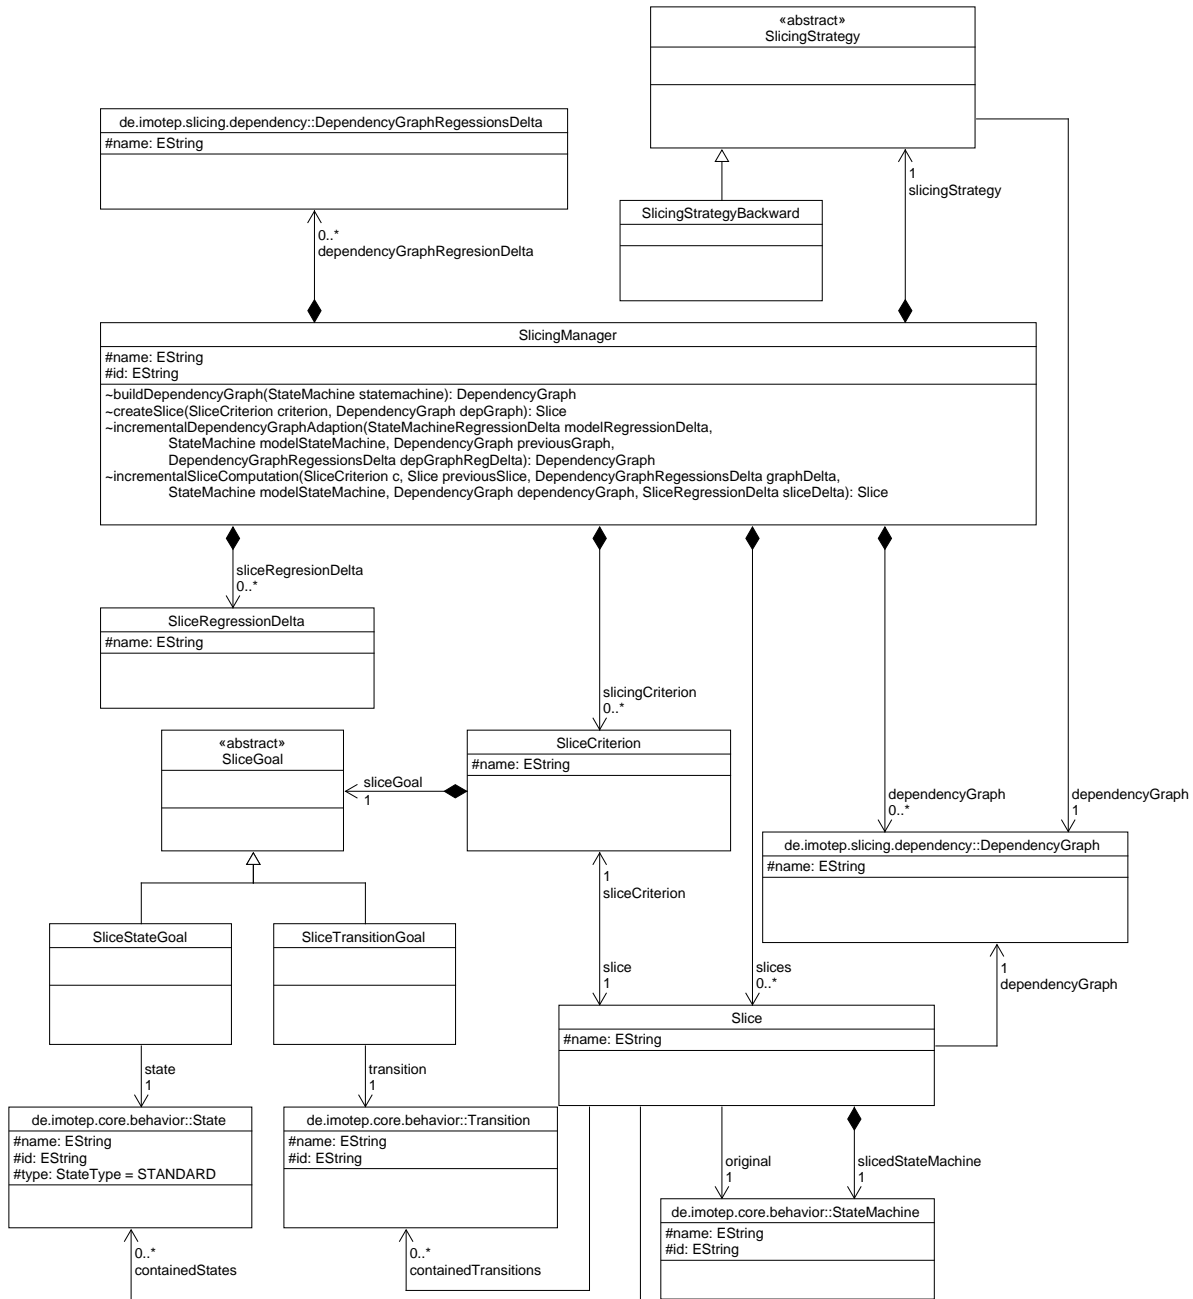 «abstract»
SlicingStrategy
de.imotep.slicing.dependency::DependencyGraphRegessionsDelta
#name: EString
1
slicingStrategy
SlicingStrategyBackward
0..*
dependencyGraphRegresionDelta
SlicingManager
#name: EString
#id: EString
~buildDependencyGraph(StateMachine statemachine): DependencyGraph
~createSlice(SliceCriterion criterion, DependencyGraph depGraph): Slice
~incrementalDependencyGraphAdaption(StateMachineRegressionDelta modelRegressionDelta,
StateMachine modelStateMachine, DependencyGraph previousGraph,
DependencyGraphRegessionsDelta depGraphRegDelta): DependencyGraph
~incrementalSliceComputation(SliceCriterion c, Slice previousSlice, DependencyGraphRegessionsDelta graphDelta,
StateMachine modelStateMachine, DependencyGraph dependencyGraph, SliceRegressionDelta sliceDelta): Slice
sliceRegresionDelta
0..*
SliceRegressionDelta
#name: EString
slicingCriterion
0..*
«abstract»
SliceGoal
SliceCriterion
#name: EString
sliceGoal
1
dependencyGraph
0..*
dependencyGraph
1
de.imotep.slicing.dependency::DependencyGraph
#name: EString
1
sliceCriterion
SliceStateGoal
SliceTransitionGoal
slice
1
slices
0..*
1
dependencyGraph
Slice
#name: EString
state
1
transition
1
de.imotep.core.behavior::State
#name: EString
#id: EString
#type: StateType = STANDARD
de.imotep.core.behavior::Transition
#name: EString
#id: EString
original
1
slicedStateMachine
1
de.imotep.core.behavior::StateMachine
#name: EString
#id: EString
0..*
containedStates
0..*
containedTransitions